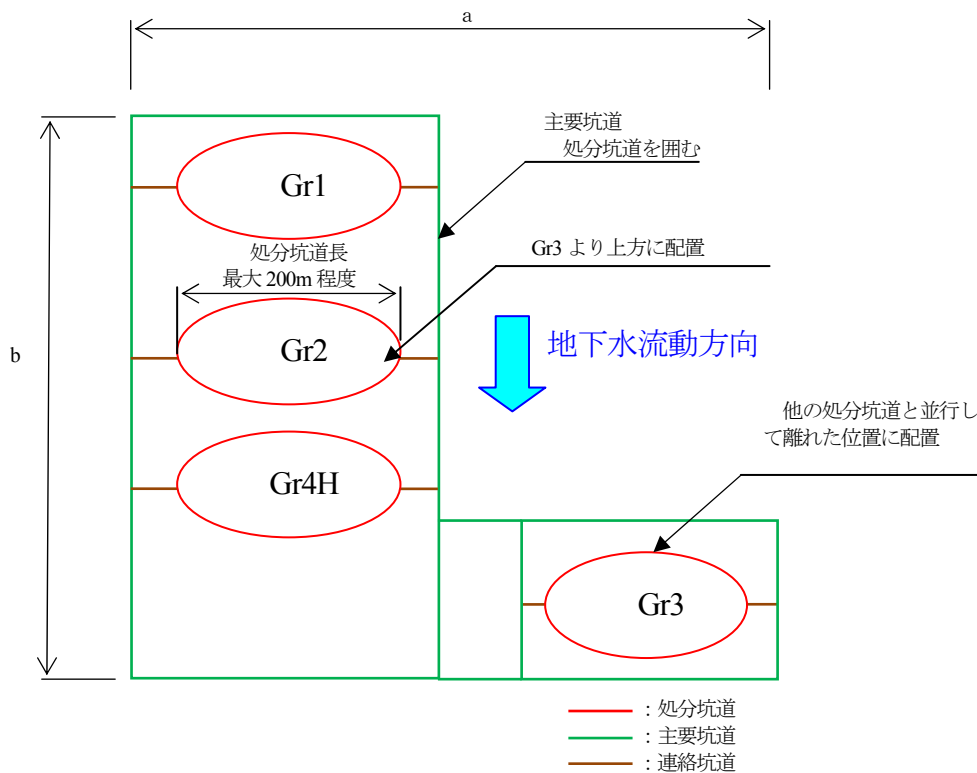 a
主要坑道
処分坑道を囲む
Gr1
処分坑道長
最大 200m 程度
Gr3 より上方に配置
b
Gr2
地下水流動方向
他の処分坑道と並行し
て離れた位置に配置
Gr4H
Gr3
：処分坑道
：主要坑道
：連絡坑道